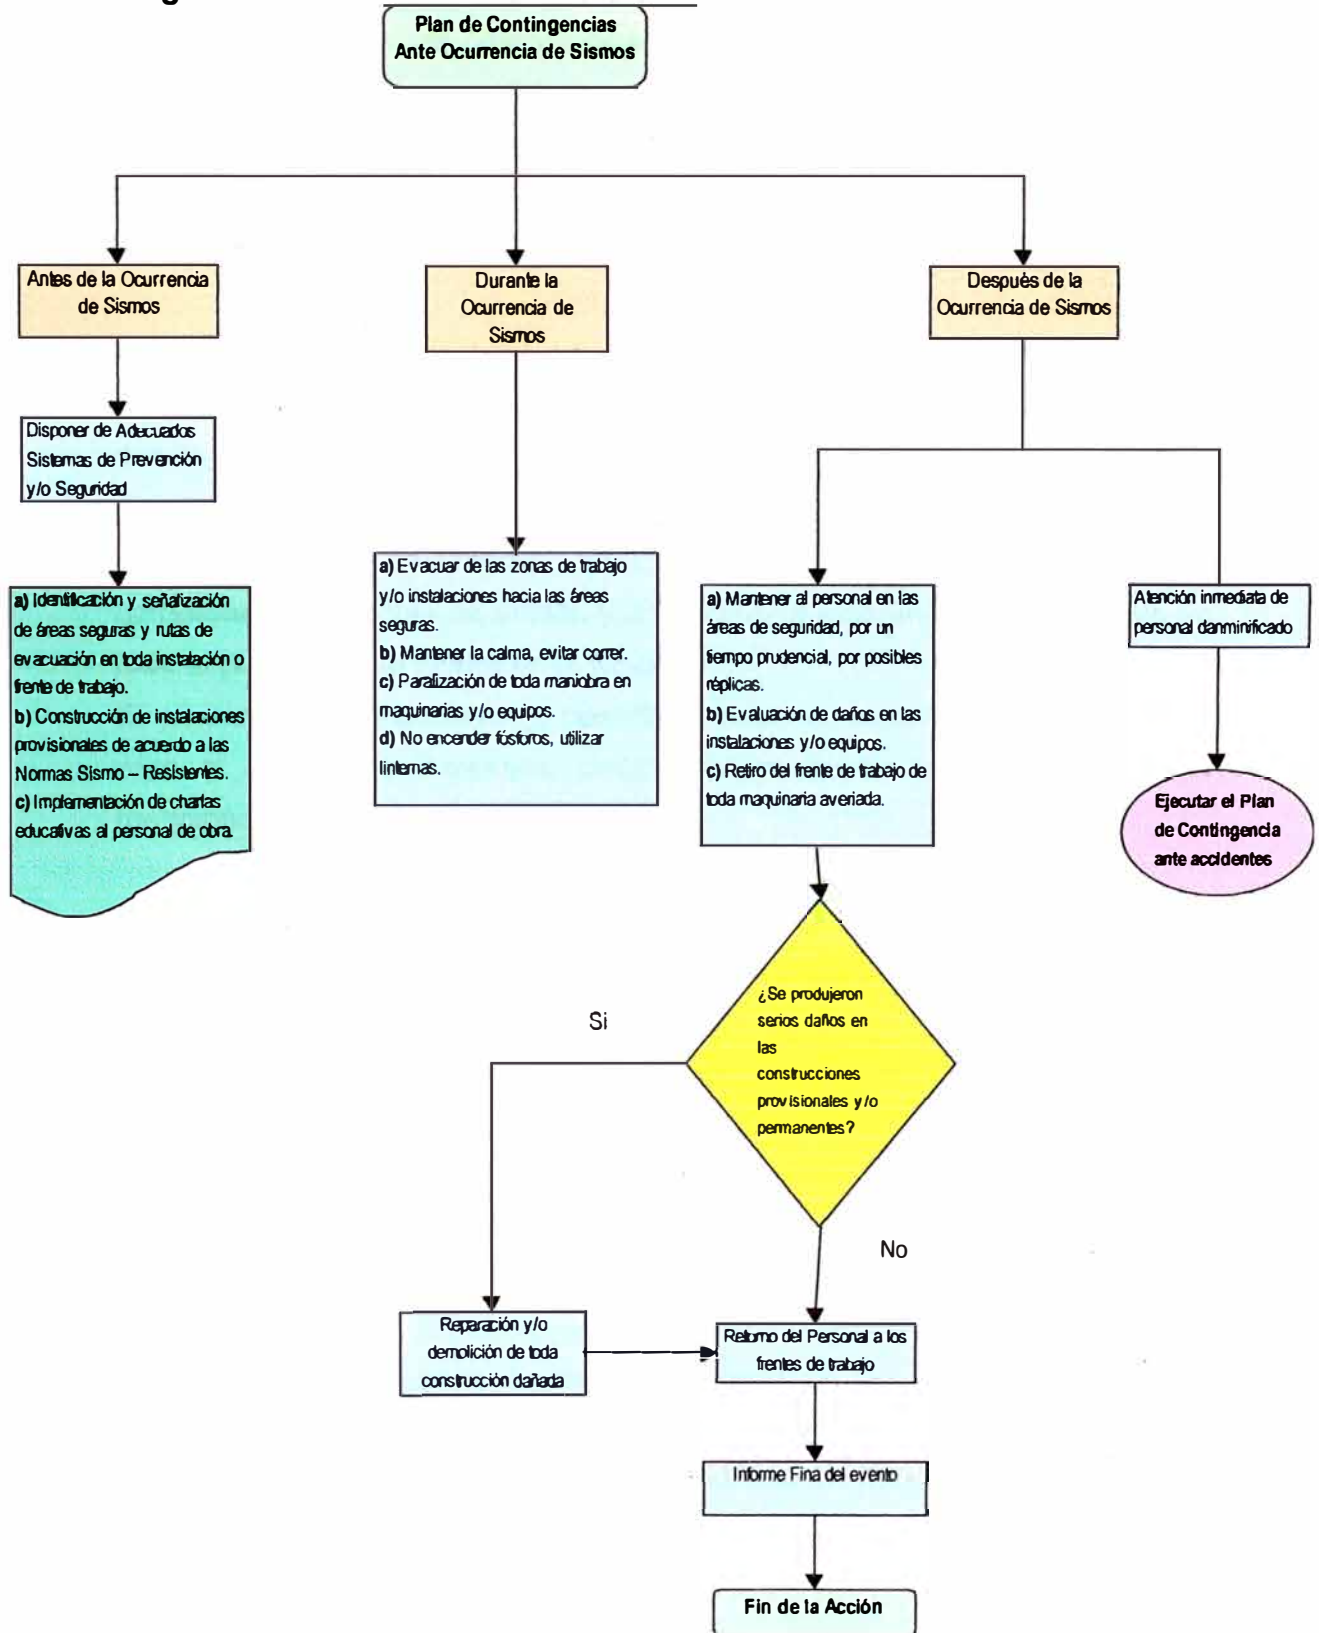 Plan de Contingencias
Ante Ocurrencia de Sismos
Antes de la Ocurrencia
de Sismos
Disponer de Adecuados
Sistemas de Prevención
y/o Seguridad
a) Identificación y señalización
de áreas seguras y rutas de
evacuación en toda instalación o
frente de trabajo.
b) Construcción de instalaciones
provisionales de acuerdo a las
Normas Sismo – Resistentes.
c) Implementación de charlas
educativas al personal de obra.
Durante la
Ocurrencia de
Sismos
a) Evacuar de las zonas de trabajo
y/o instalaciones hacia las áreas
seguras.
b) Mantener la calma, evitar correr.
c) Paralización de toda maniobra en
maquinarias y/o equipos.
d) No encender fósforos, utilizar
linternas.
Después de la
Ocurrencia de Sismos
a) Mantener al personal en las
áreas de seguridad, por un
tiempo prudencial, por posibles
réplicas.
b) Evaluación de daños en las
instalaciones y/o equipos.
c) Retiro del frente de trabajo de
toda maquinaria averiada.
Atención inmediata de
personal danminificado
Ejecutar el Plan
de Contingencia
ante accidentes
¿Se produjeron
serios daños en
las
construcciones
provisionales y/o
permanentes?
Si
No
Reparación y/o
demolición de toda
construcción dañada
Retorno del Personal a los
frentes de trabajo
Informe Fina del evento
Fin de la Acción